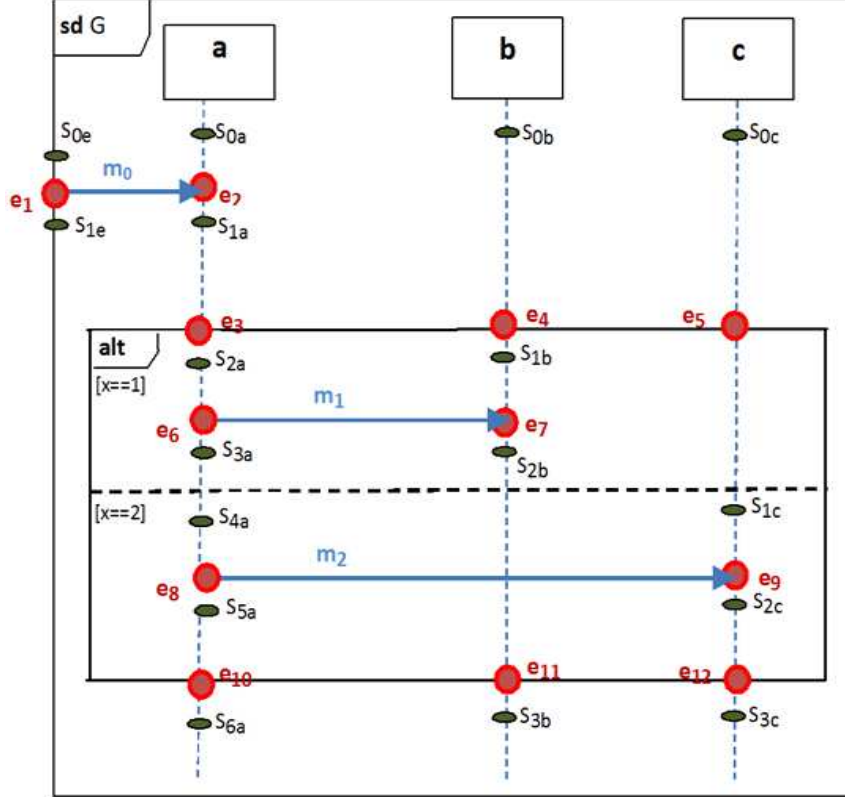 sd G
a b c
S0e S0a S0b S0c
m0
e1 e2
S1e S1a
e3 e4 e5
alt
S2a S1b
[x==1]
m1
e6 e7
S3a S2b
[x==2] S4a S1c
m2
e8 e9
S5a S2c
e10 e11 e12
S6a S3b S3c